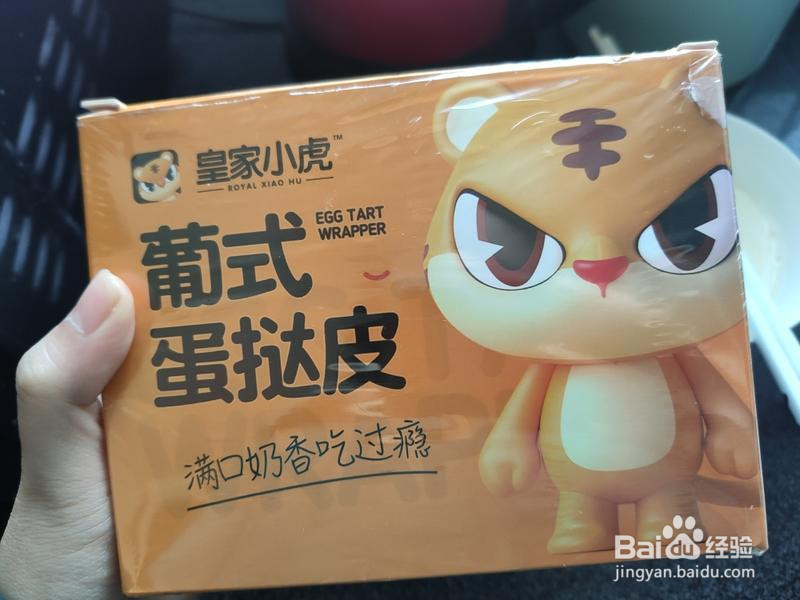 皇家小虎™
ROYAL XIAO HU
葡式
EGG TART
WRAPPER
蛋挞皮
满口奶香吃过瘾
Baidu经验
jingyan.baidu.com